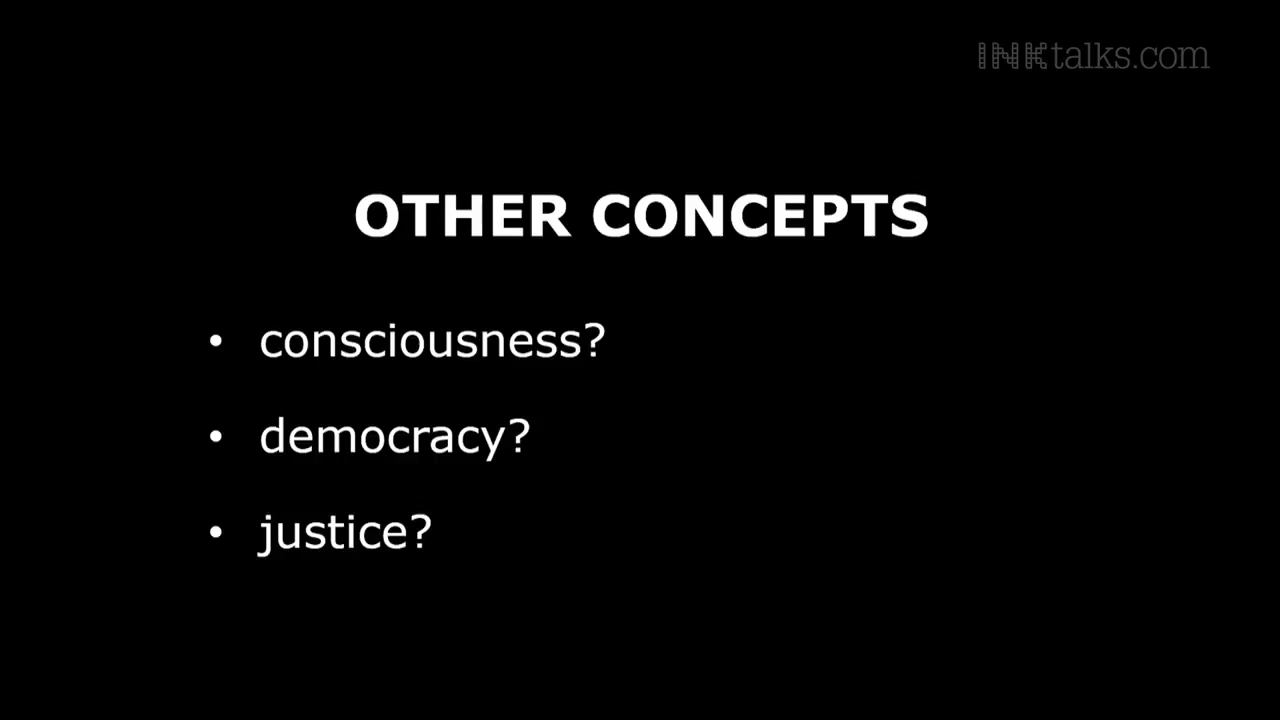 INKtalks.com
OTHER CONCEPTS
• consciousness?
• democracy?
• justice?